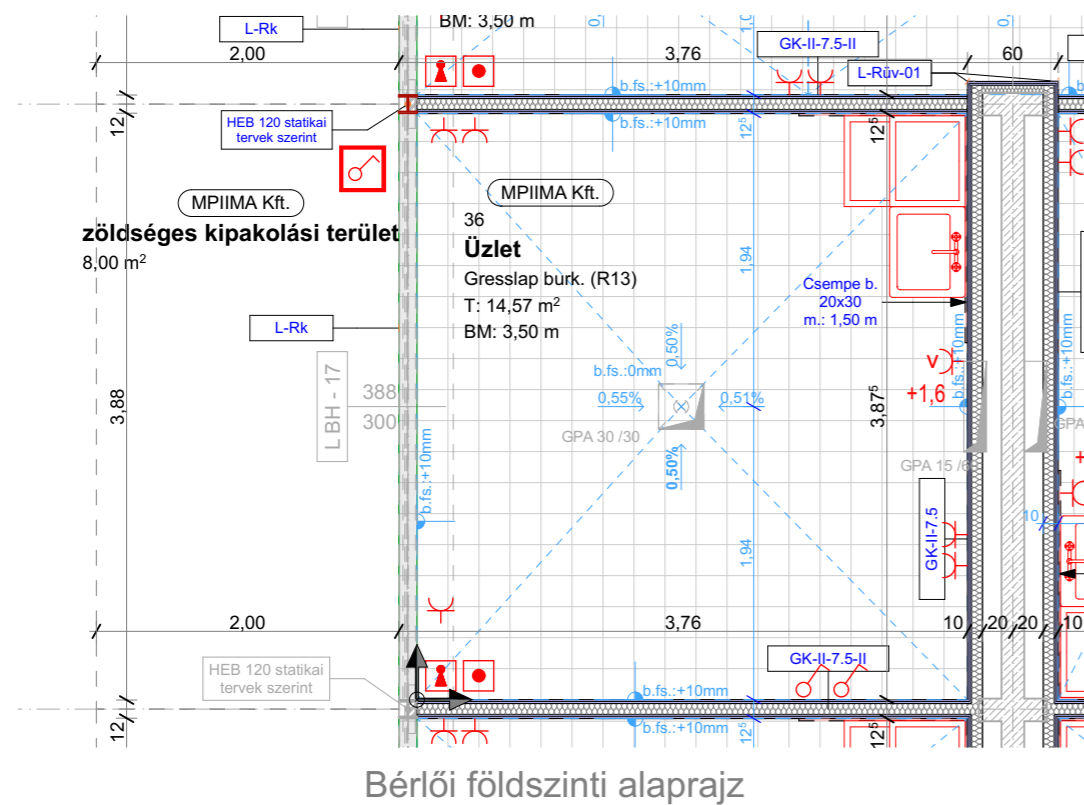 BM: 3,50 m
L-Rk
2,00
3,76
GK-II-7.5-II
60
L-Rüv-01
b.fs.:+10mm
b.fs.:+10mm
12
HEB 120 statikai
tervek szerint
12⁵
12⁵
MPIIMA Kft.
zöldséges kipakolási terület
8,00 m²
MPIIMA Kft.
36
Üzlet
Gresslap burk. (R13)
T: 14,57 m²
BM: 3,50 m
1,94
Csempe b.
20x30
m.: 1,50 m
L-Rk
LBH - 17
388
300
3,88
b.fs.:0mm
0,50%
0,55%
0,51%
0,50%
GPA 30 /30
b.fs.:+10mm
3,87⁵
V
+1,6
b.fs.:+10mm
b.fs.:+10mm
GPA
GPA 15 /6
GK-II-7.5
10
1,94
2,00
3,76
10
20
20
10
HEB 120 statikai
tervek szerint
GK-II-7.5-II
b.fs.:+10mm
b.fs.:+10mm
12
12⁵
12⁵
Bérlői földszinti alaprajz